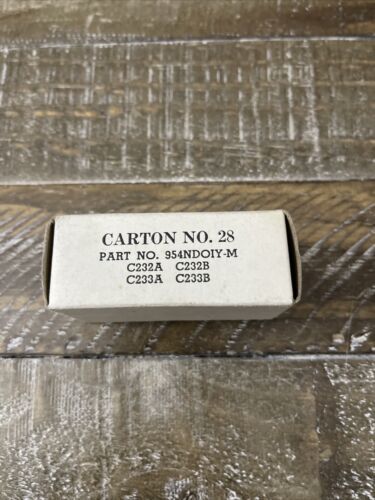 CARTON NO. 28
PART NO. 954NDOIY-M
C232A C232B
C233A C233B